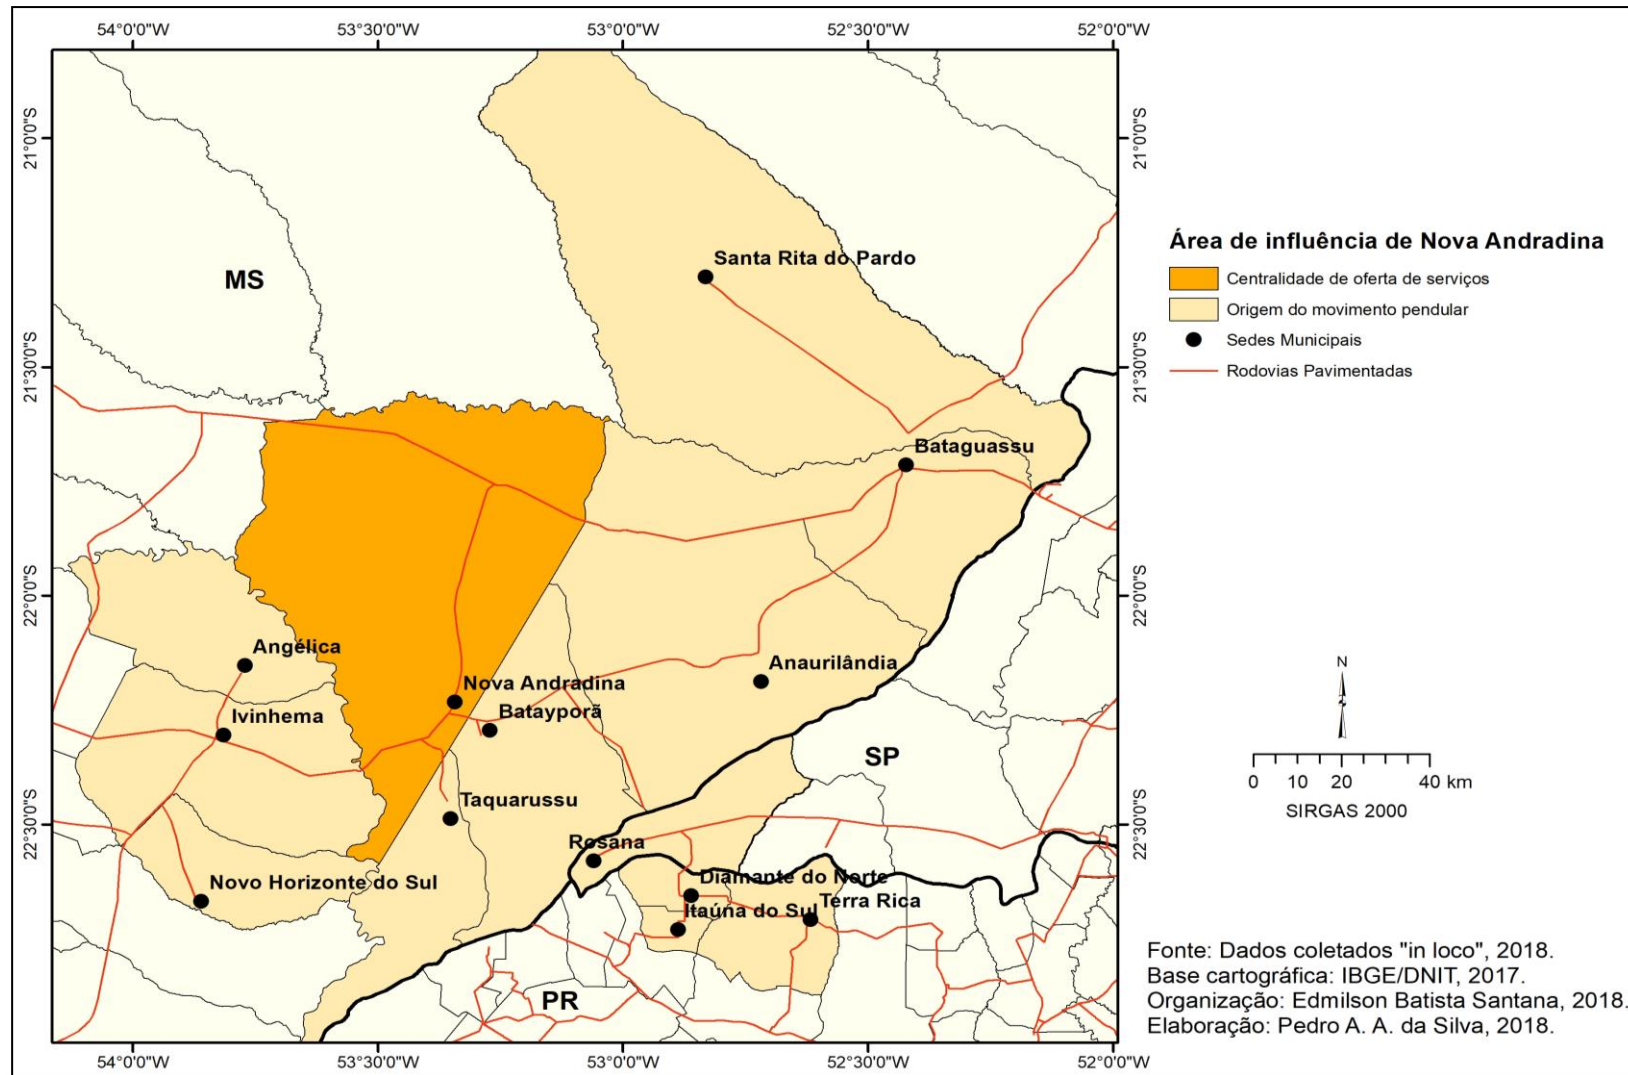 54°0'0"W 53°30'0"W 53°0'0"W 52°30'0"W 52°0'0"W
21°0'0"S 21°0'0"S
Santa Rita do Pardo
MS
21°30'0"S 21°30'0"S
Bataguassu
22°0'0"S 22°0'0"S
Angélica
Anaurilândia
Nova Andradina
Ivinhema
Batayporã
SP
Taquarussu
22°30'0"S 22°30'0"S
Rosana
Novo Horizonte do Sul
Diamante do Norte
Terra Rica
Itaúna do Sul
PR
54°0'0"W 53°30'0"W 53°0'0"W 52°30'0"W 52°0'0"W
Área de influência de Nova Andradina
Centralidade de oferta de serviços
Origem do movimento pendular
Sedes Municipais
Rodovias Pavimentadas
N
0 10 20 40 km
SIRGAS 2000
Fonte: Dados coletados "in loco", 2018.
Base cartográfica: IBGE/DNIT, 2017.
Organização: Edmilson Batista Santana, 2018.
Elaboração: Pedro A. A. da Silva, 2018.